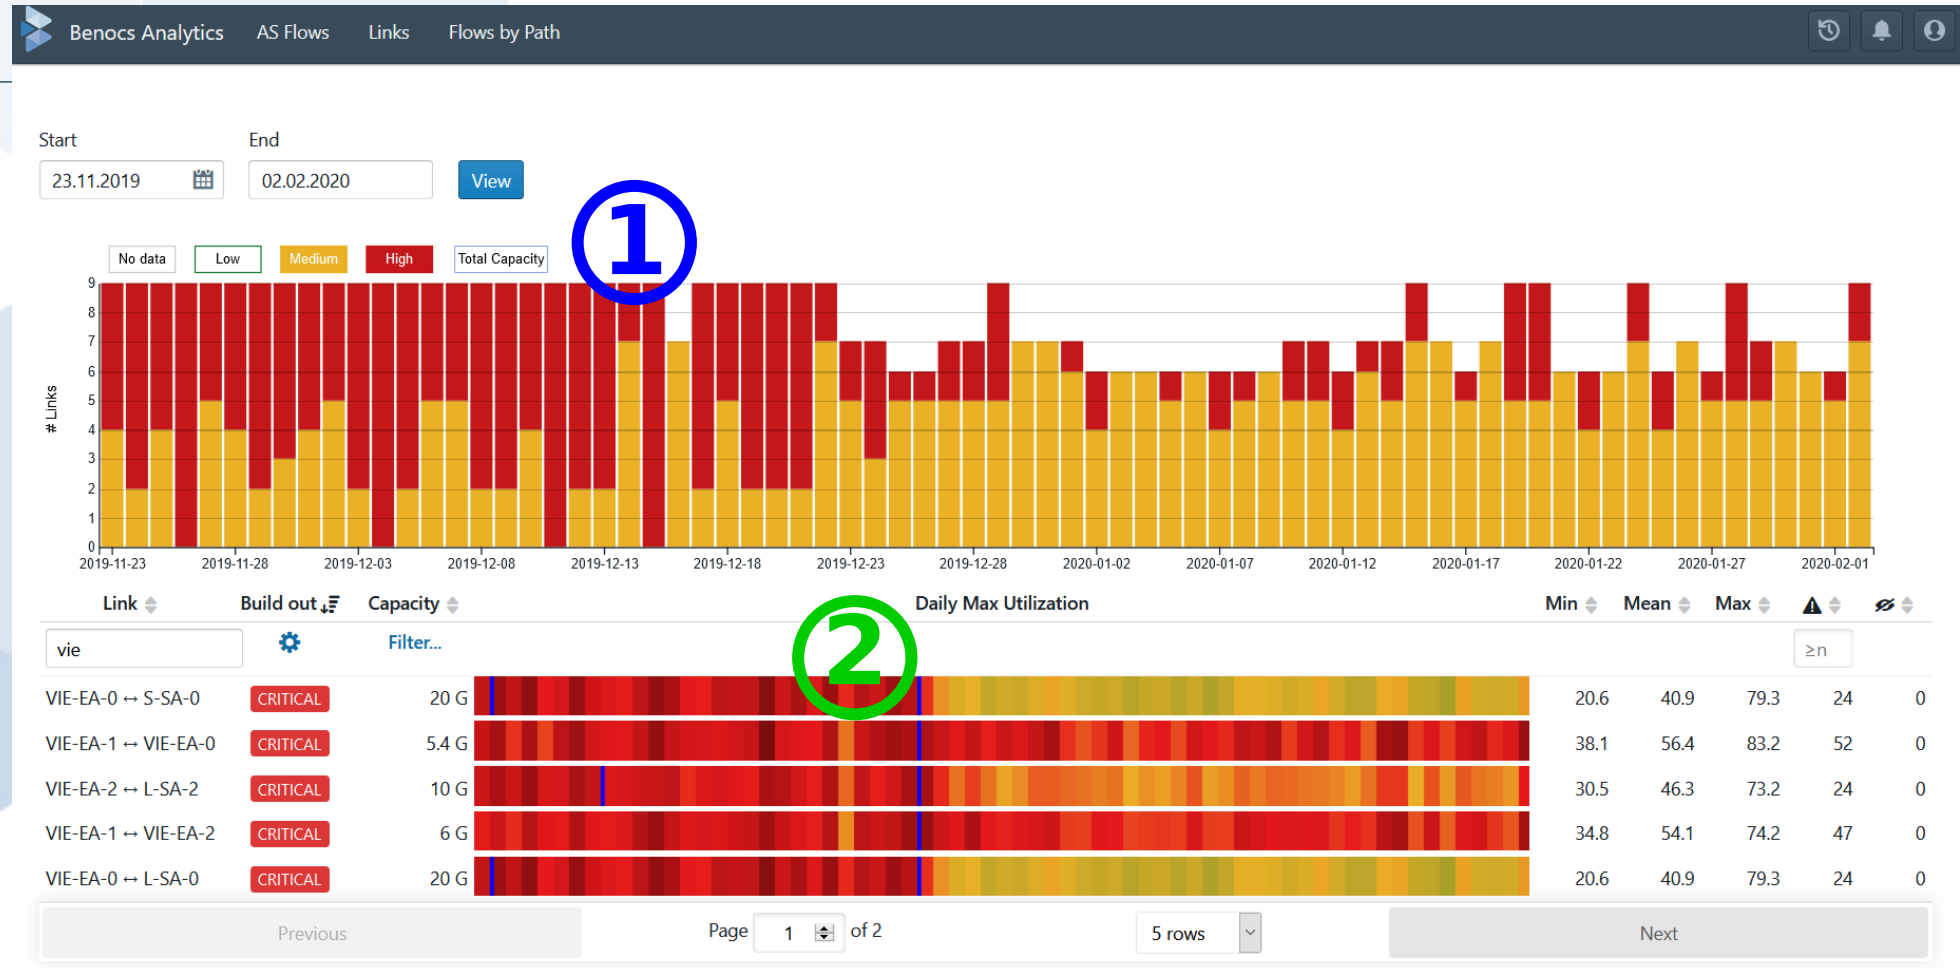 Benocs Analytics AS Flows Links Flows by Path
Start End
23.11.2019 02.02.2020 View
1
No data Low Medium High Total Capacity
9
8
7
6
5
4
3
2
1
0
# Links
2019-11-23 2019-11-28 2019-12-03 2019-12-08 2019-12-13 2019-12-18 2019-12-23 2019-12-28 2020-01-02 2020-01-07 2020-01-12 2020-01-17 2020-01-22 2020-01-27 2020-02-01
Link Build out Capacity Daily Max Utilization Min Mean Max
2
vie Filter... ≥n
VIE-EA-0 ↔ S-SA-0 CRITICAL 20 G 20.6 40.9 79.3 24 0
VIE-EA-1 ↔ VIE-EA-0 CRITICAL 5.4 G 38.1 56.4 83.2 52 0
VIE-EA-2 ↔ L-SA-2 CRITICAL 10 G 30.5 46.3 73.2 24 0
VIE-EA-1 ↔ VIE-EA-2 CRITICAL 6 G 34.8 54.1 74.2 47 0
VIE-EA-0 ↔ L-SA-0 CRITICAL 20 G 20.6 40.9 79.3 24 0
Previous Page 1 of 2 5 rows Next